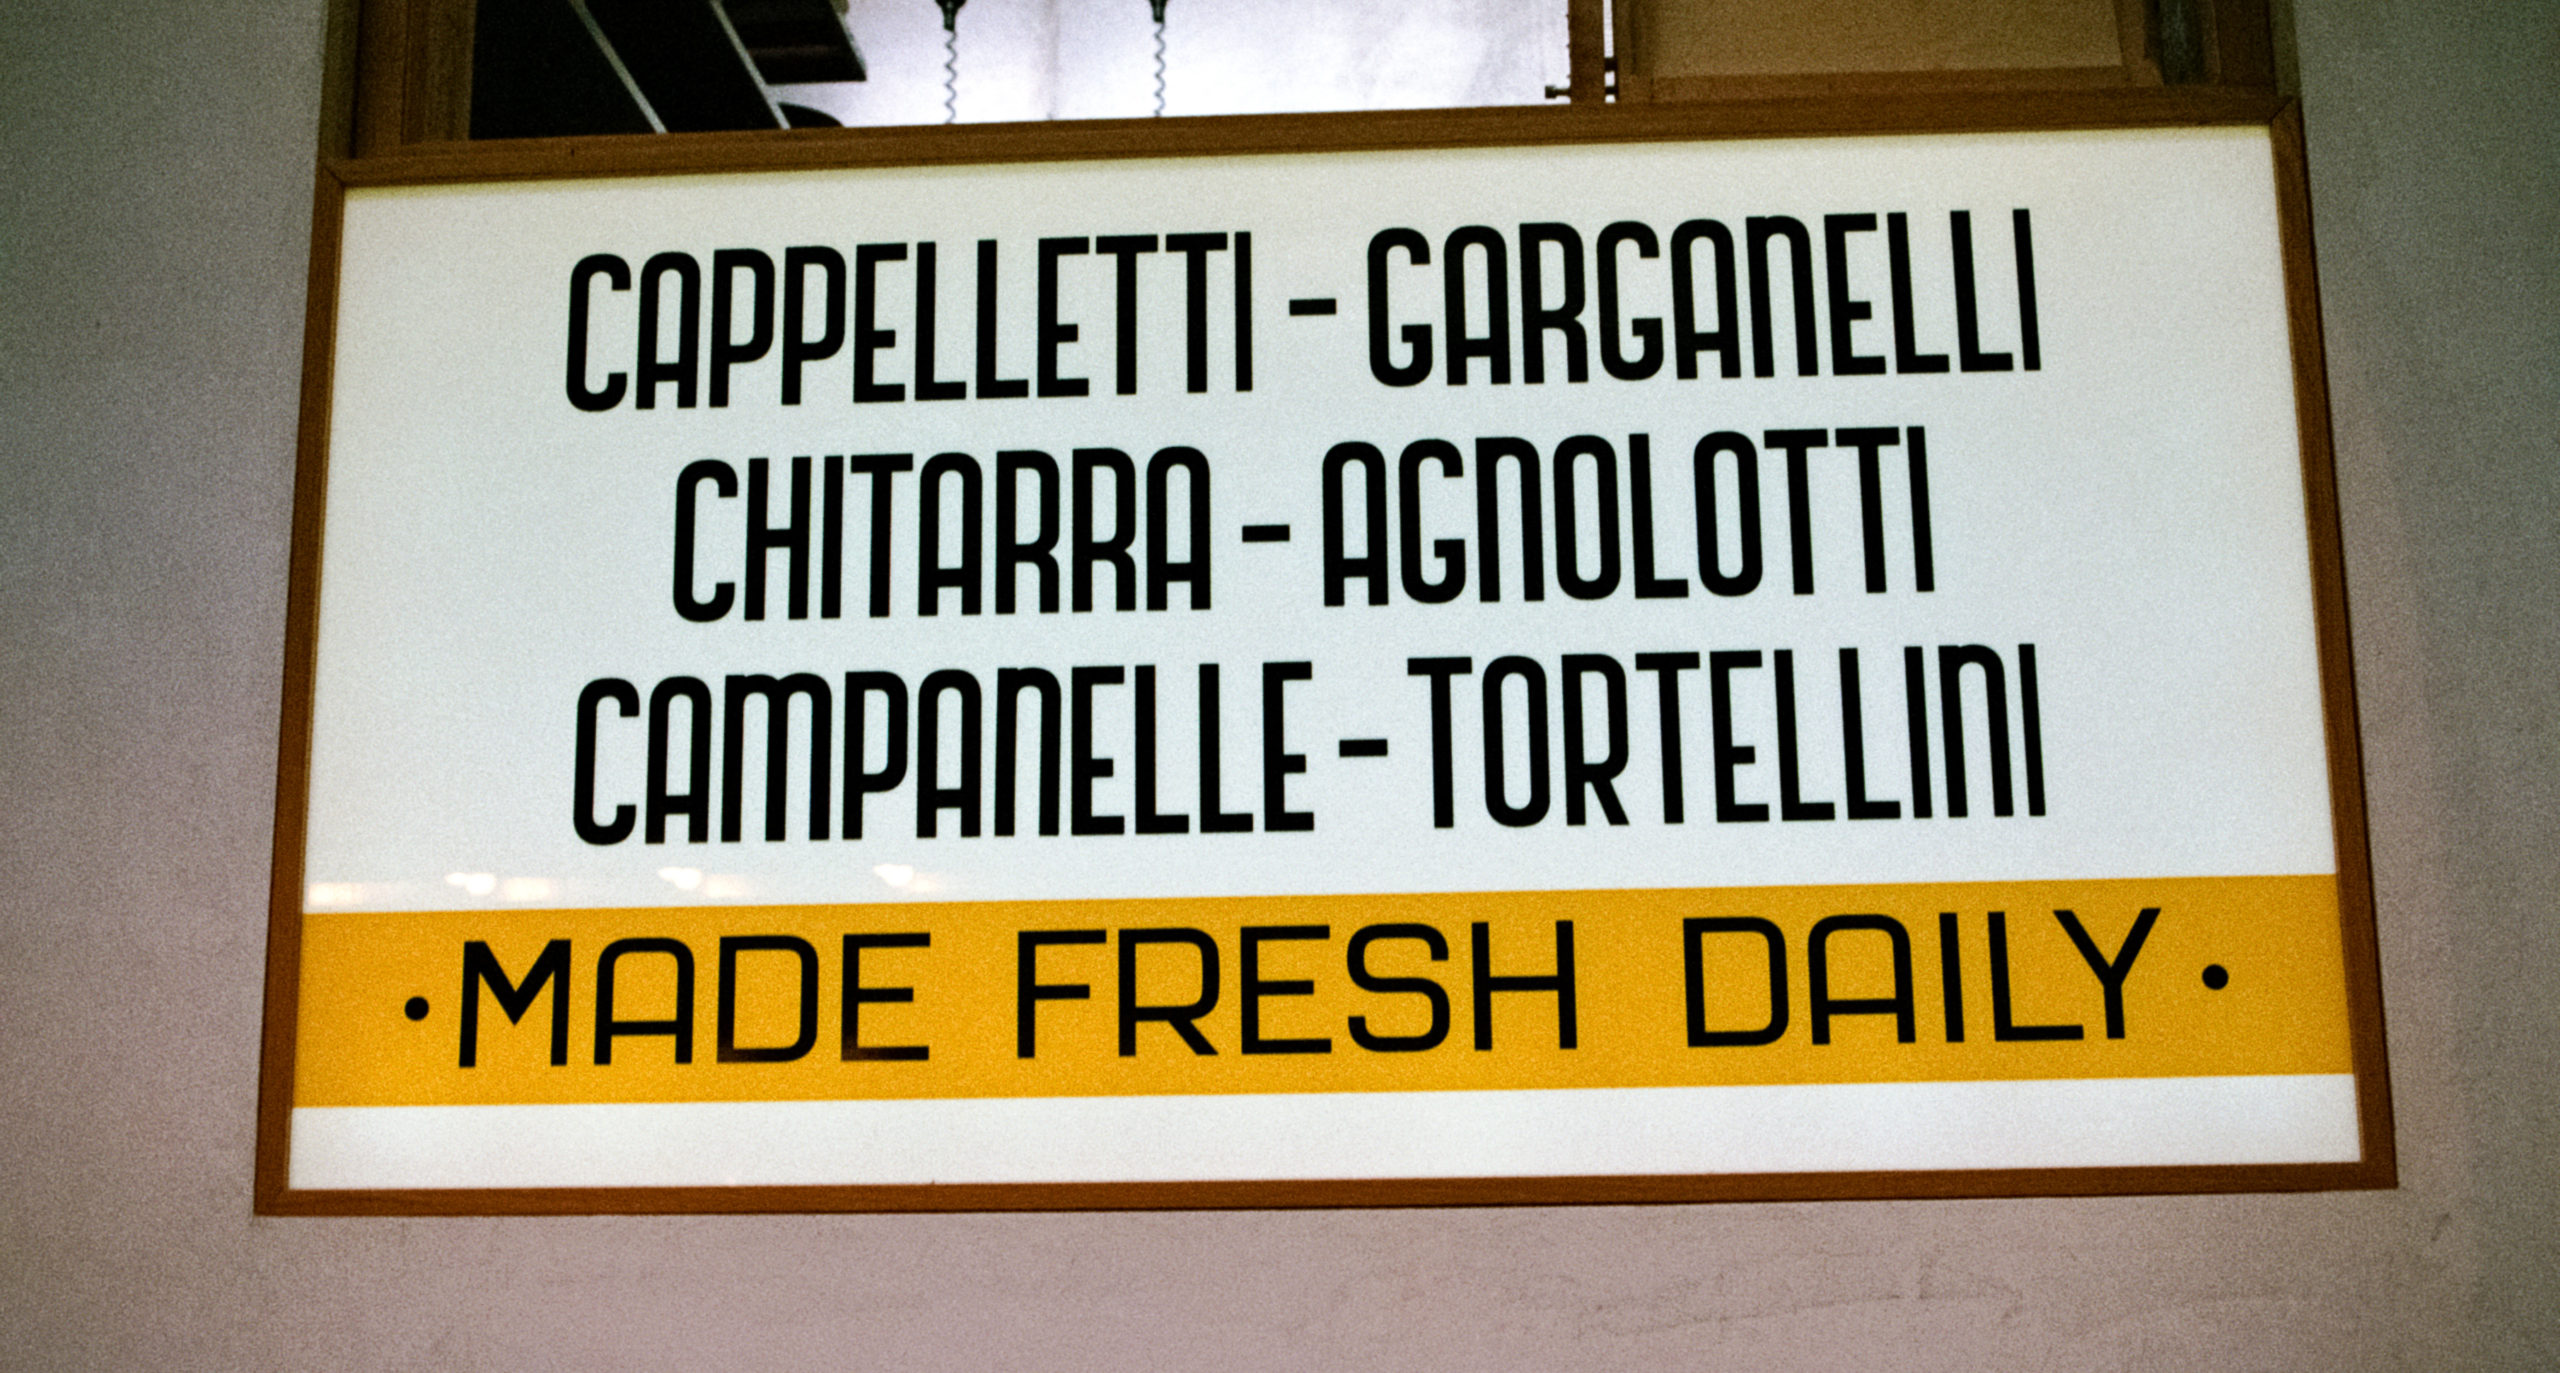 CAPPELLETTI - GARGANELLI
CHITARRA - AGNOLOTTI
CAMPANELLE - TORTELLINI
• MADE FRESH DAILY •